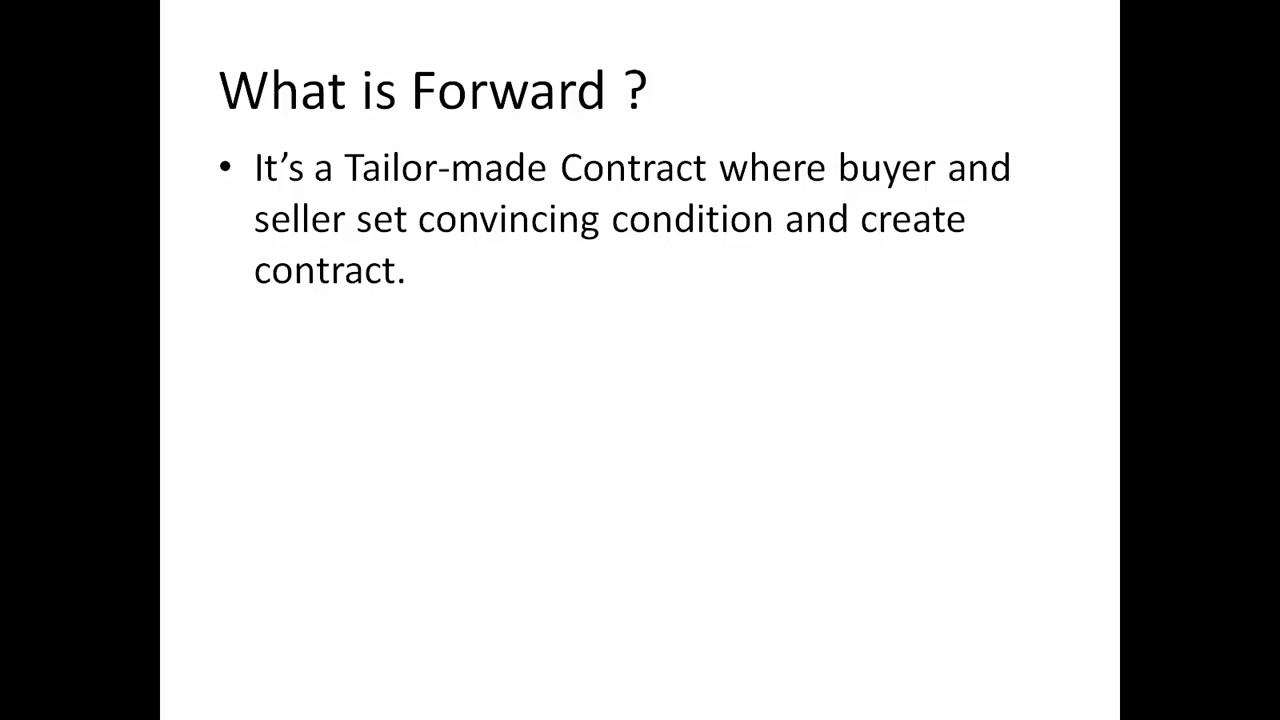 What is Forward ?
• It’s a Tailor-made Contract where buyer and
seller set convincing condition and create
contract.